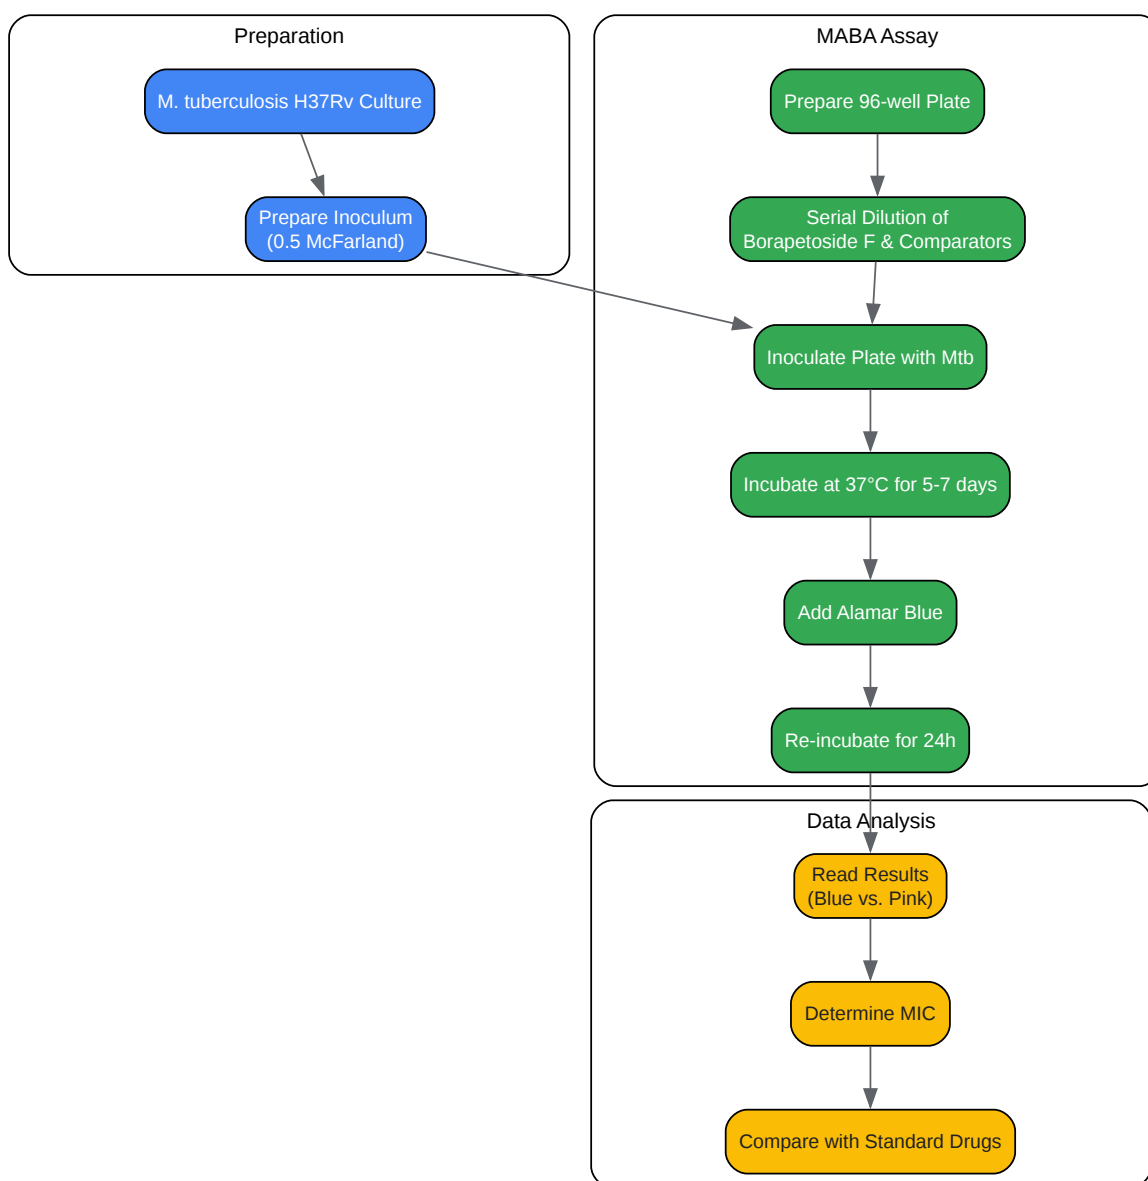 Preparation
M. tuberculosis H37Rv Culture
Prepare Inoculum
(0.5 McFarland)
MABA Assay
Prepare 96-well Plate
Serial Dilution of
Borapetoside F & Comparators
Inoculate Plate with Mtb
Incubate at 37°C for 5-7 days
Add Alamar Blue
Re-incubate for 24h
Data Analysis
Read Results
(Blue vs. Pink)
Determine MIC
Compare with Standard Drugs